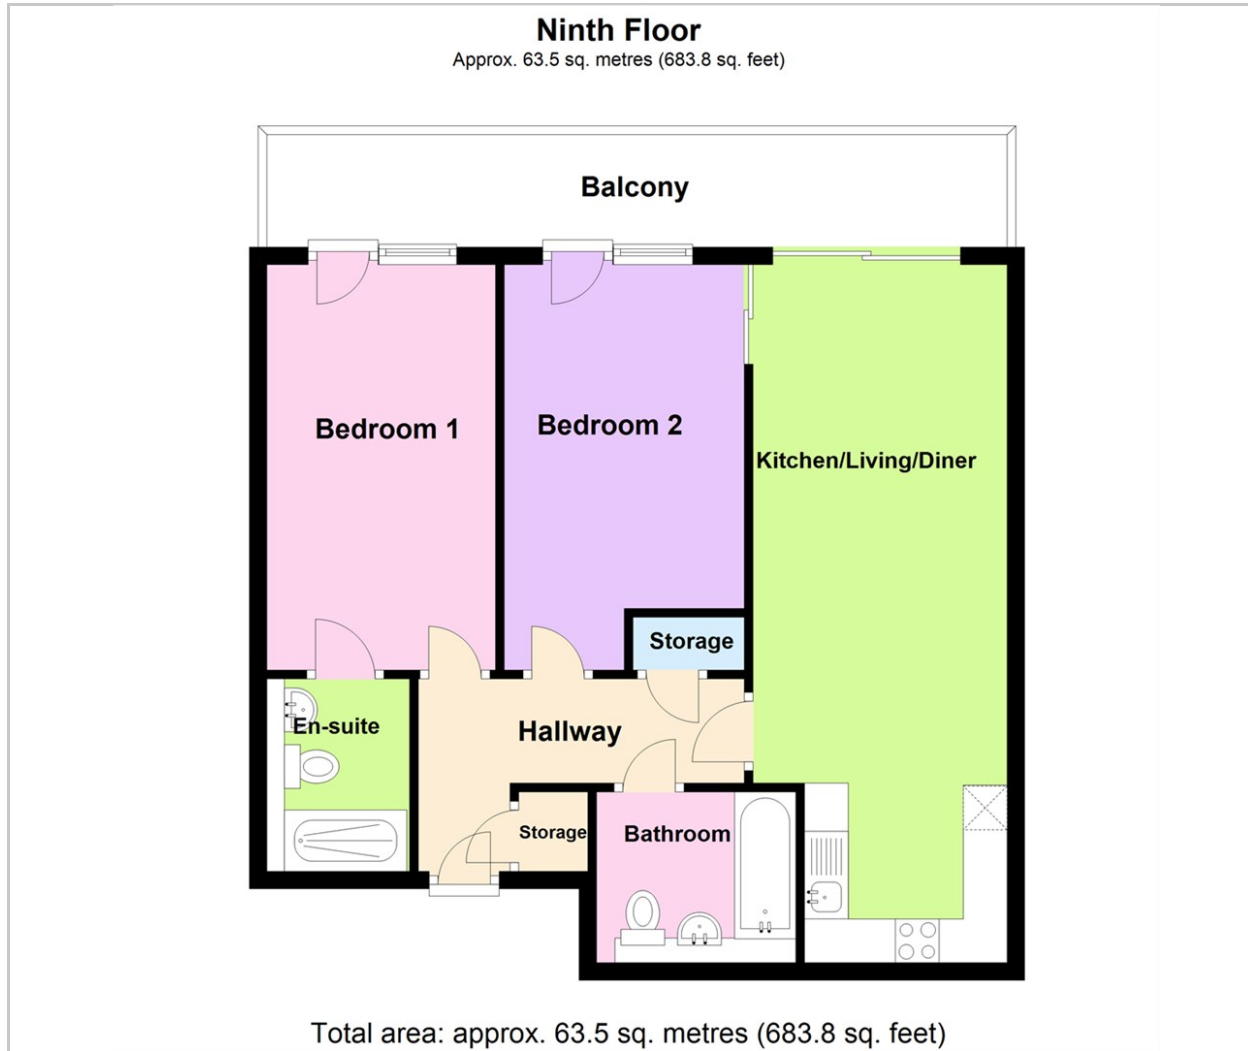 Ninth Floor
Approx. 63.5 sq. metres (683.8 sq. feet)
Balcony
Bedroom 1
Bedroom 2
Kitchen/Living/Diner
Storage
En-suite
Hallway
Storage
Bathroom
Total area: approx. 63.5 sq. metres (683.8 sq. feet)